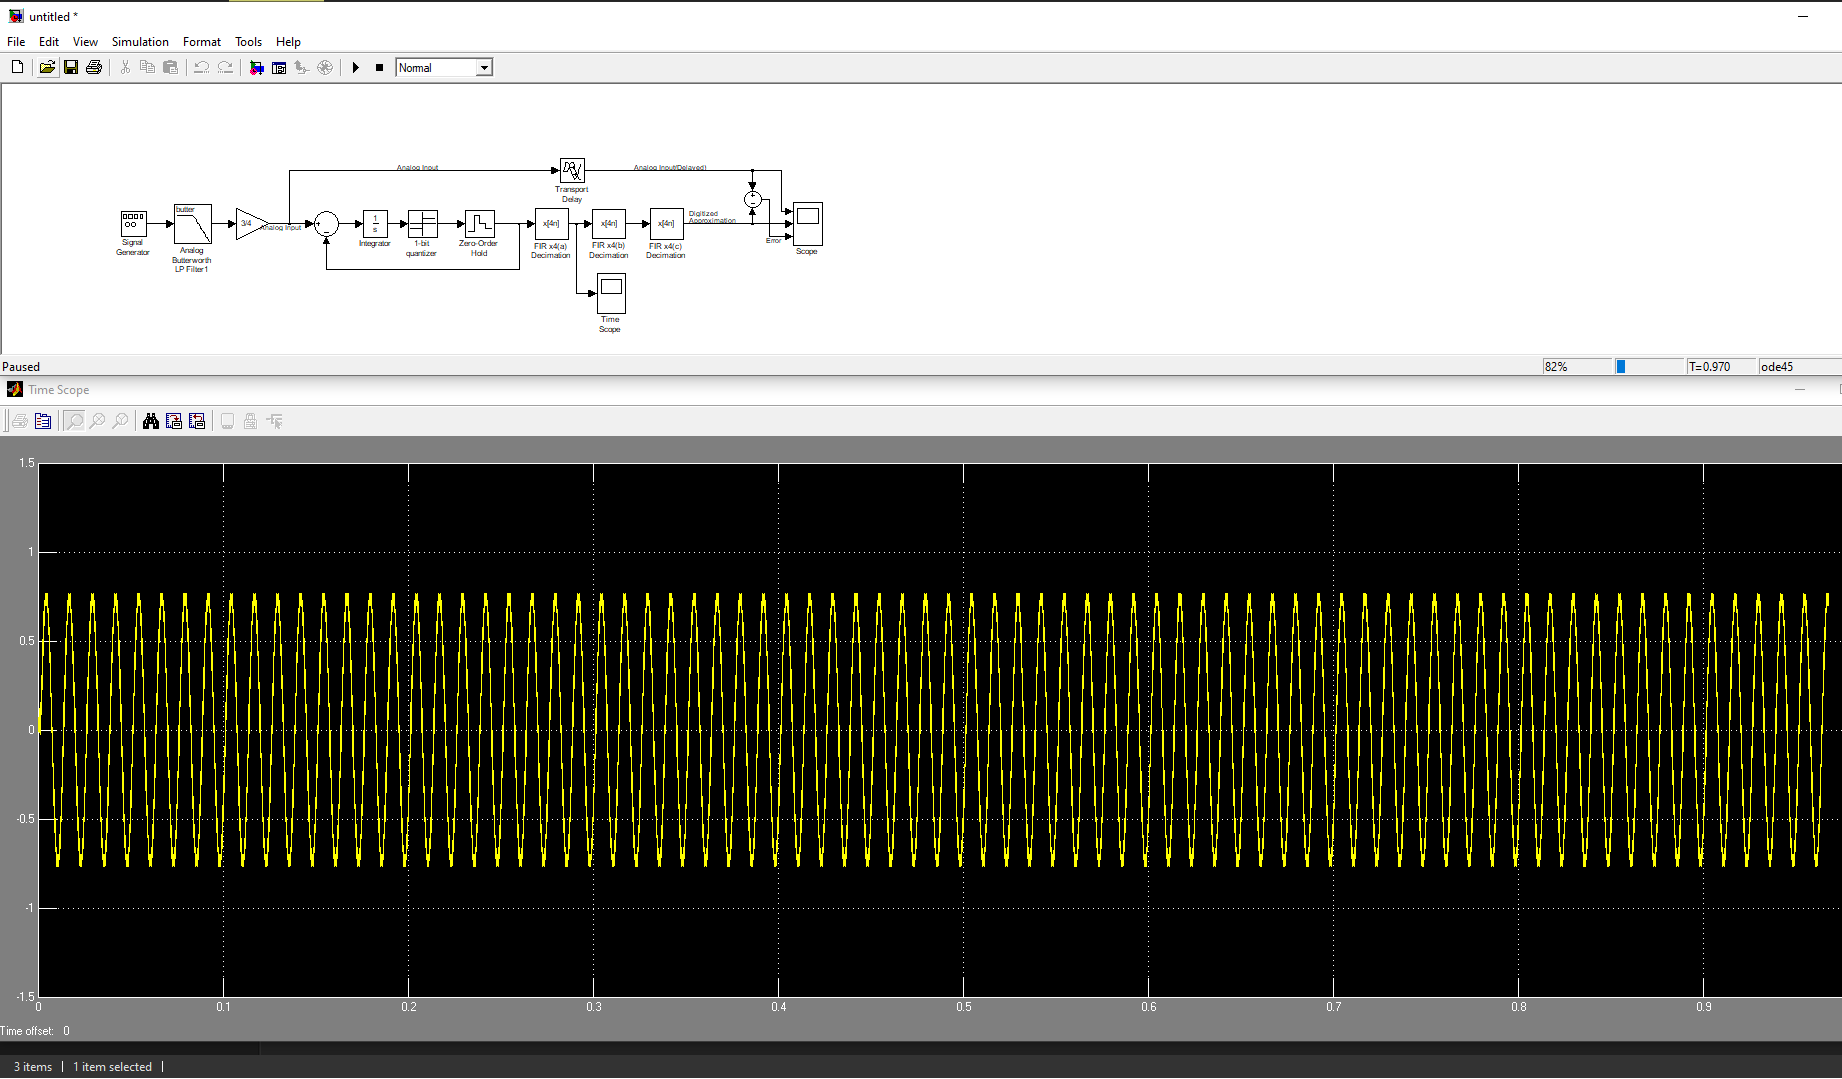 untitled *
File Edit View Simulation Format Tools Help
Normal
Analog Input
Analog Input(Delayed)
Transport
Delay
butter
3/4
Analog Input
1
s
x[4n]
x[4n]
x[4n]
Digitized
Approximation
Error
Signal
Generator
Analog
Butterworth
LP Filter1
Integrator
1-bit
quantizer
Zero-Order
Hold
FIR x4(a)
Decimation
FIR x4(b)
Decimation
FIR x4(c)
Decimation
Scope
Time
Scope
Paused
82%
T=0.970
ode45
Time Scope
1.5
1
0.5
0
-0.5
-1
-1.5
0 0.1 0.2 0.3 0.4 0.5 0.6 0.7 0.8 0.9
Time offset: 0
3 items | 1 item selected |